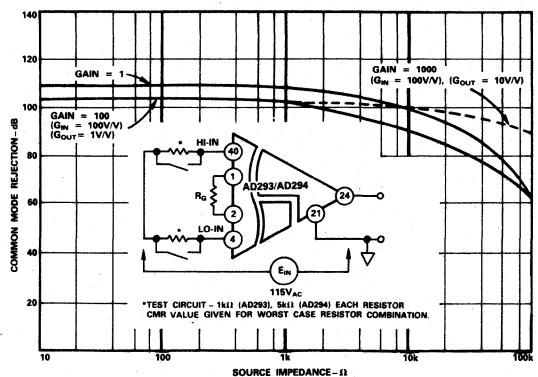 140
120
100
80
60
40
20
COMMON MODE REJECTION – dB
GAIN = 1
GAIN = 100
(GIN = 100V/V)
(GOUT = 1V/V)
GAIN = 1000
(GIN = 100V/V), (GOUT = 10V/V)
HI-IN
*
40
1
RG
2
AD293/AD294
24
21
LO-IN
*
4
EIN
115VAC
*TEST CIRCUIT – 1kΩ (AD293), 5kΩ (AD294) EACH RESISTOR
CMR VALUE GIVEN FOR WORST CASE RESISTOR COMBINATION.
10
100
1k
10k
100k
SOURCE IMPEDANCE – Ω